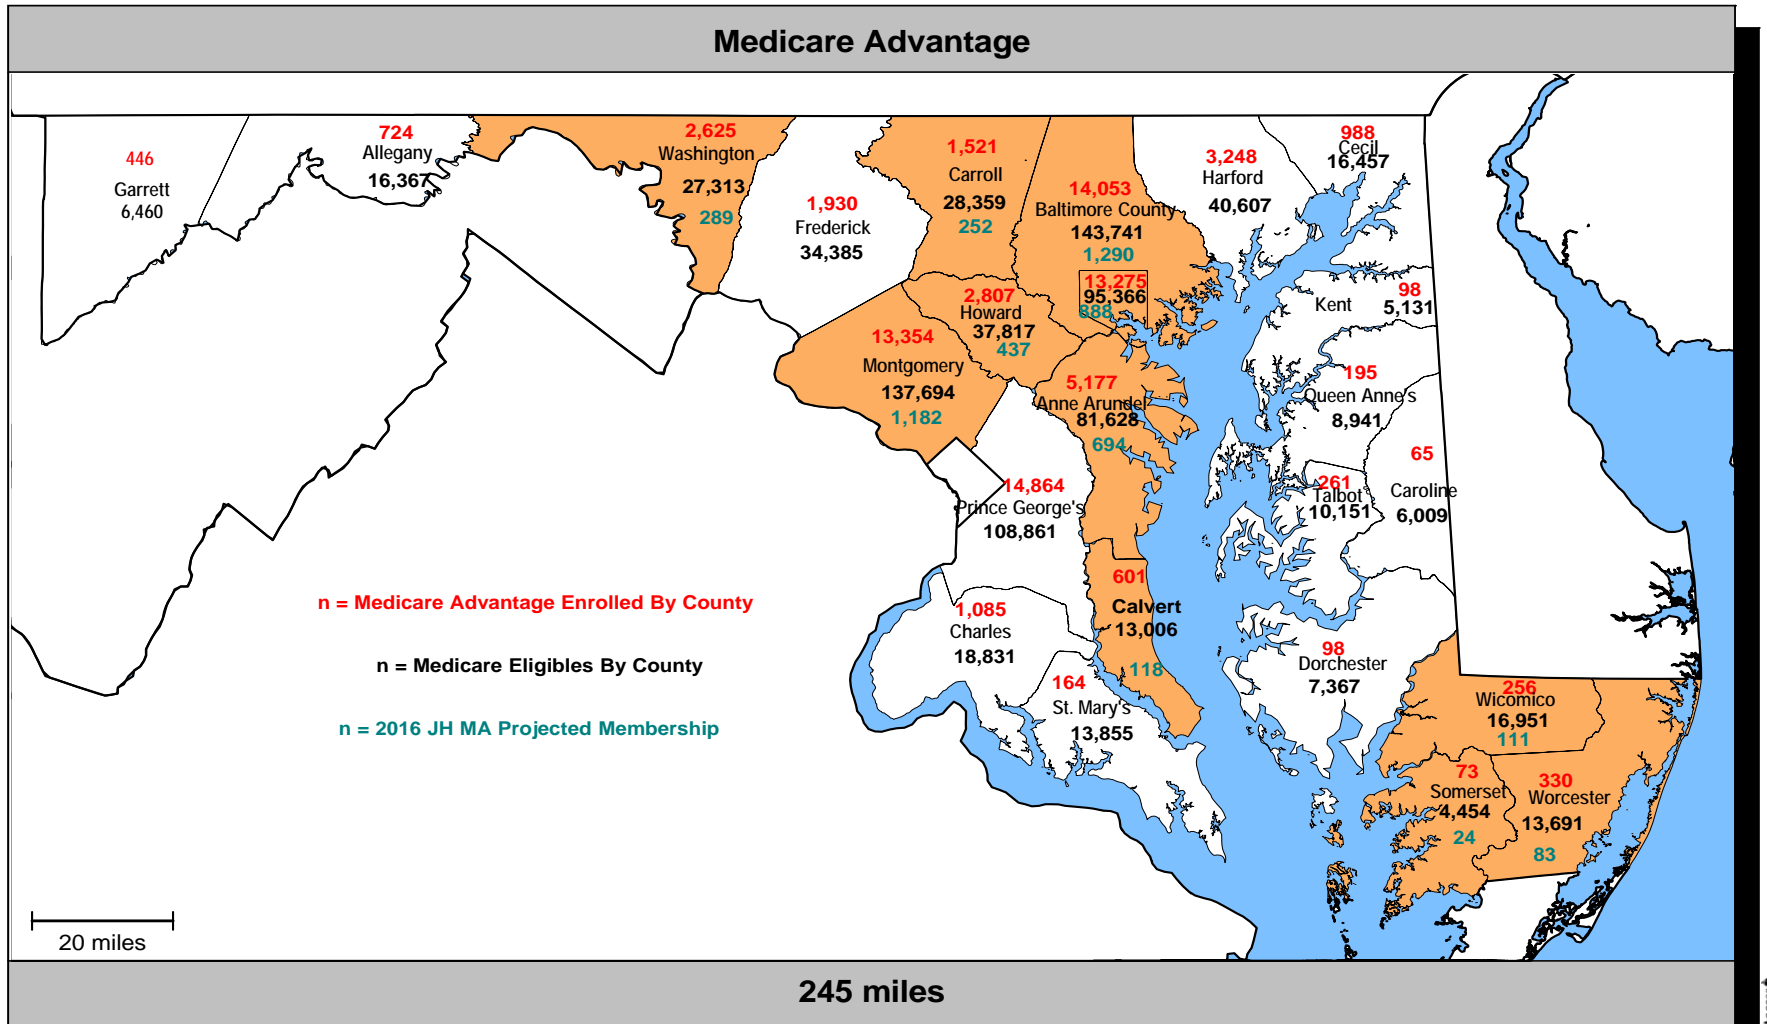 Medicare Advantage
446
Garrett
6,460
724
Allegany
16,367
2,625
Washington
27,313
289
1,930
Frederick
34,385
1,521
Carroll
28,359
252
14,053
Baltimore County
143,741
1,290
13,275
95,366
888
3,248
Harford
40,607
988
Cecil
16,457
98
Kent
5,131
2,807
Howard
37,817
437
13,354
Montgomery
137,694
1,182
5,177
Anne Arundel
81,628
694
195
Queen Anne's
8,941
65
Caroline
6,009
261
Talbot
10,151
14,864
Prince George's
108,861
601
Calvert
13,006
118
1,085
Charles
18,831
164
St. Mary's
13,855
98
Dorchester
7,367
256
Wicomico
16,951
111
73
Somerset
4,454
24
330
Worcester
13,691
83
n = Medicare Advantage Enrolled By County
n = Medicare Eligibles By County
n = 2016 JH MA Projected Membership
20 miles
245 miles